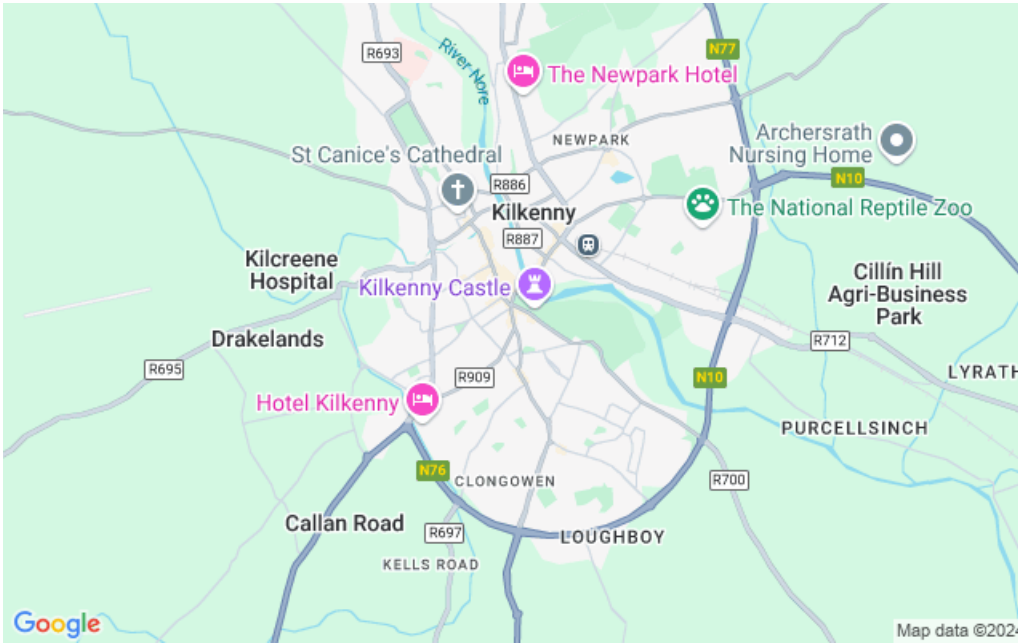 R693
River Nore
N77
The Newpark Hotel
NEWPARK
Archersrath
Nursing Home
St Canice's Cathedral
R886
N10
Kilkenny
The National Reptile Zoo
R887
Kilcreene
Hospital
Kilkenny Castle
Cillín Hill
Agri-Business
Park
Drakelands
R712
R695
R909
N10
LYRATH
Hotel Kilkenny
PURCELLSINCH
N76
CLONGOWEN
R700
Callan Road
R697
LOUGHBOY
KELLS ROAD
Google
Map data ©2024